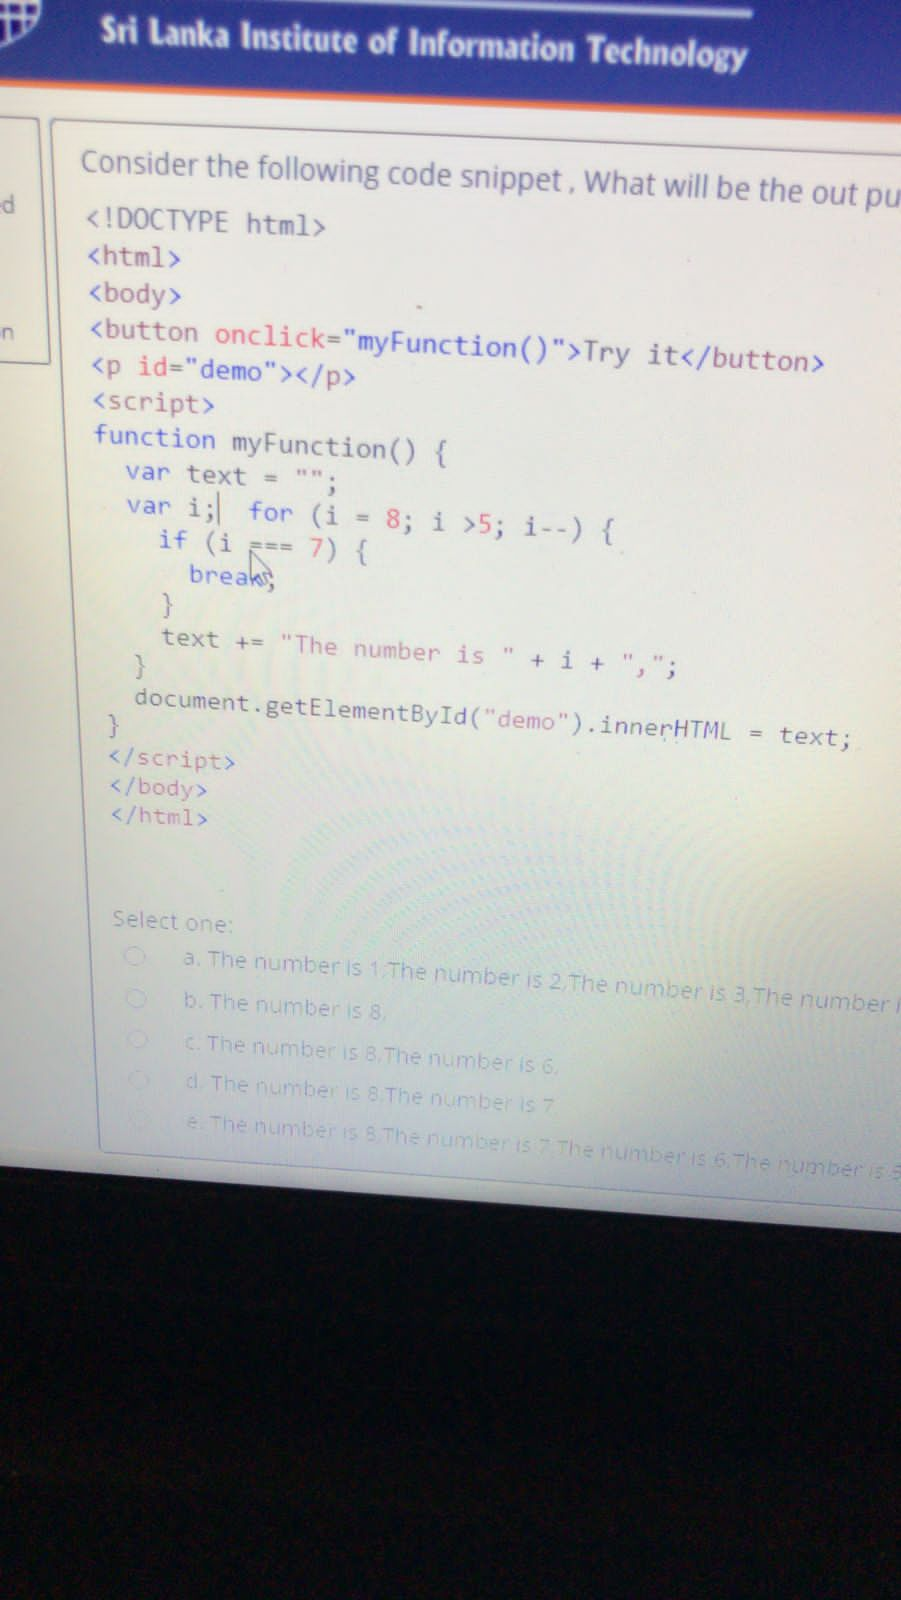 Sri Lanka Institute of Information Technology
Consider the following code snippet , What will be the out pu
d
<!DOCTYPE html>
<html>
<body>
n
<button onclick="myFunction()">Try it</button>
<p id="demo"></p>
<script>
function myFunction() {
var text = "";
var i; for (i = 8; i >5; i--) {
if (i === 7) {
break;
}
text += "The number is " + i + ",";
}
document.getElementById("demo").innerHTML = text;
}
</script>
</body>
</html>
Select one:
a. The number is 1,The number is 2,The number is 3,The number i
b. The number is 8,
c. The number is 8,The number is 6,
d. The number is 8,The number is 7
e. The number is 8,The number is 7,The number is 6,The number is 5